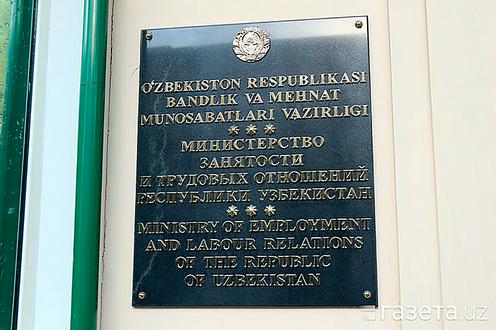 O'ZBEKISTON RESPUBLIKASI
BANDLIK VA MEHNAT
MUNOSABATLARI VAZIRLIGI
* * *
МИНИСТЕРСТВО
ЗАНЯТОСТИ
И ТРУДОВЫХ ОТНОШЕНИЙ
РЕСПУБЛИКИ УЗБЕКИСТАН
* * *
MINISTRY OF EMPLOYMENT
AND LABOUR RELATIONS
OF THE REPUBLIC
OF UZBEKISTAN
газета.uz